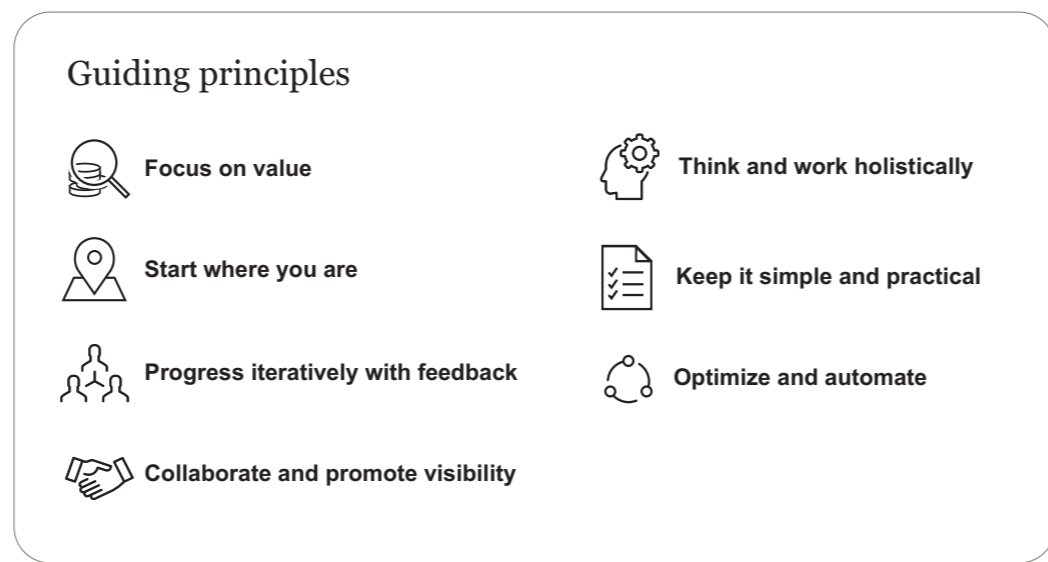 Guiding principles
Focus on value
Start where you are
Progress iteratively with feedback
Collaborate and promote visibility
Think and work holistically
Keep it simple and practical
Optimize and automate